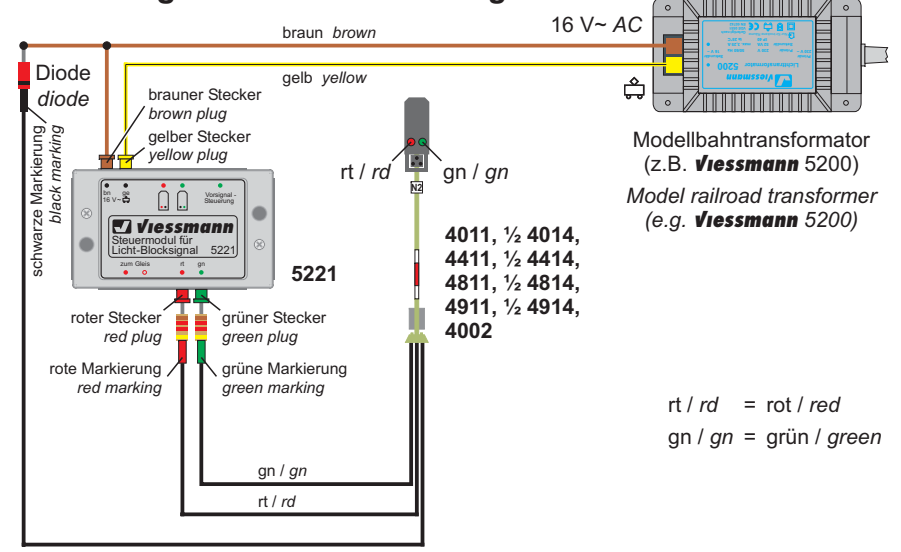 16 V~ AC
braun brown
gelb yellow
Diode
diode
schwarze Markierung
black marking
brauner Stecker
brown plug
gelber Stecker
yellow plug
rt / rd
gn / gn
N2
Viessmann
Lichttransformator 5200
Modellbahntransformator
(z.B. Viessmann 5200)
Model railroad transformer
(e.g. Viessmann 5200)
bn
ge
16 V~
Vorsignal-
Steuerung
Viessmann
Steuermodul für
Licht-Blocksignal 5221
zum Gleis
rt
gn
5221
4011, ½ 4014,
4411, ½ 4414,
4811, ½ 4814,
4911, ½ 4914,
4002
roter Stecker
red plug
grüner Stecker
green plug
rote Markierung
red marking
grüne Markierung
green marking
rt / rd = rot / red
gn / gn = grün / green
gn / gn
rt / rd